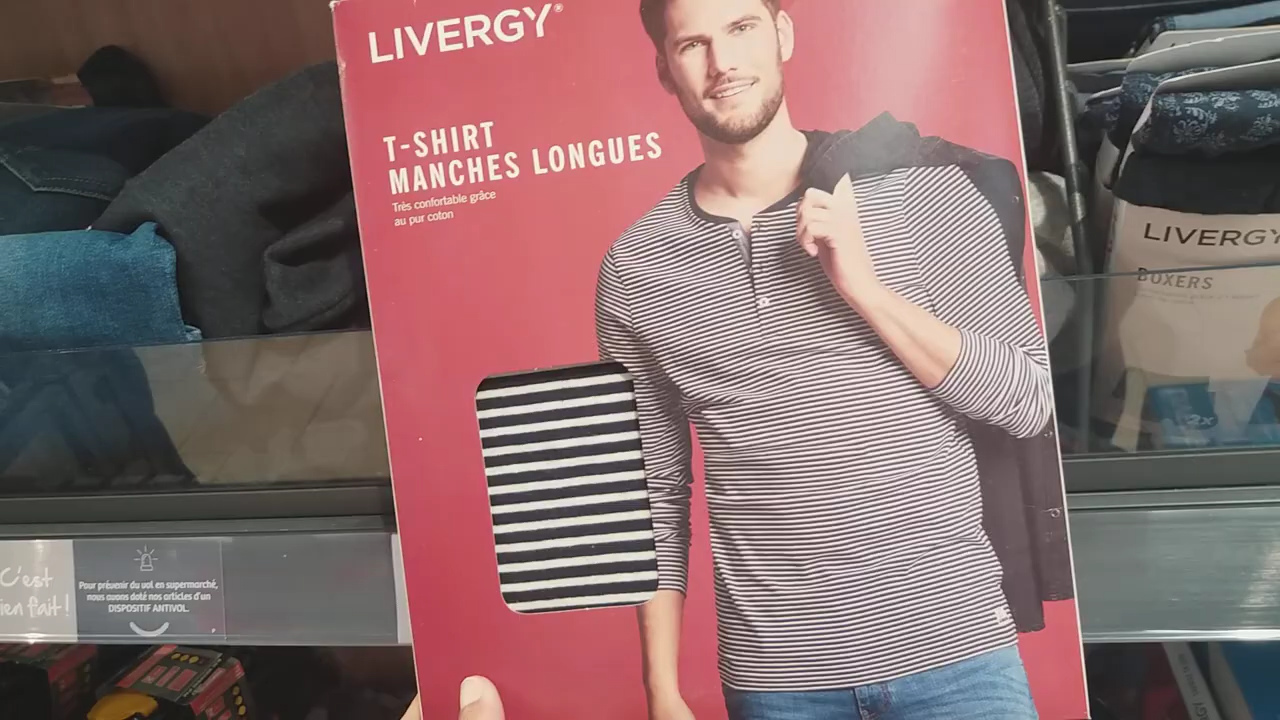 LIVERGY®
T-SHIRT
MANCHES LONGUES
Très confortable grâce
au pur coton
LIVERGY
BOXERS
2x
C'est
ien fait!
Pour prévenir du vol en supermarché,
nous avons doté nos articles d'un
DISPOSITIF ANTIVOL.